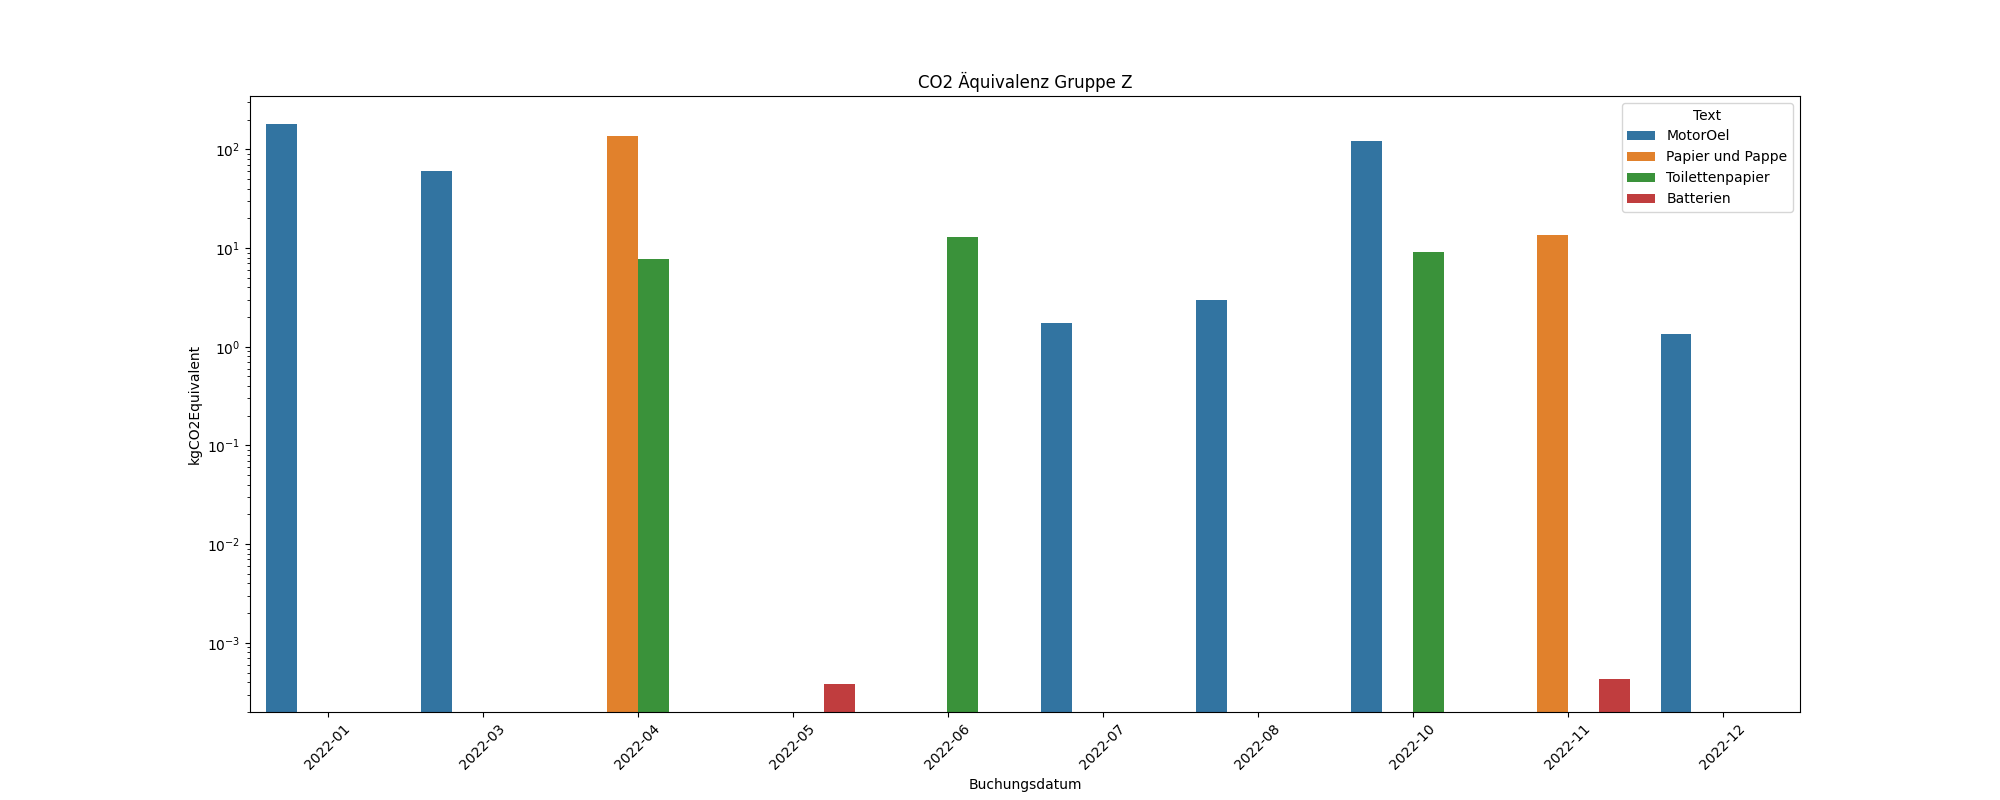 CO2 Äquivalenz Gruppe Z
Text
MotorOel
Papier und Pappe
Toilettenpapier
Batterien
kgCO2Equivalent
10²
10¹
10⁰
10⁻¹
10⁻²
10⁻³
2022-01
2022-03
2022-04
2022-05
2022-06
2022-07
2022-08
2022-10
2022-11
2022-12
Buchungsdatum